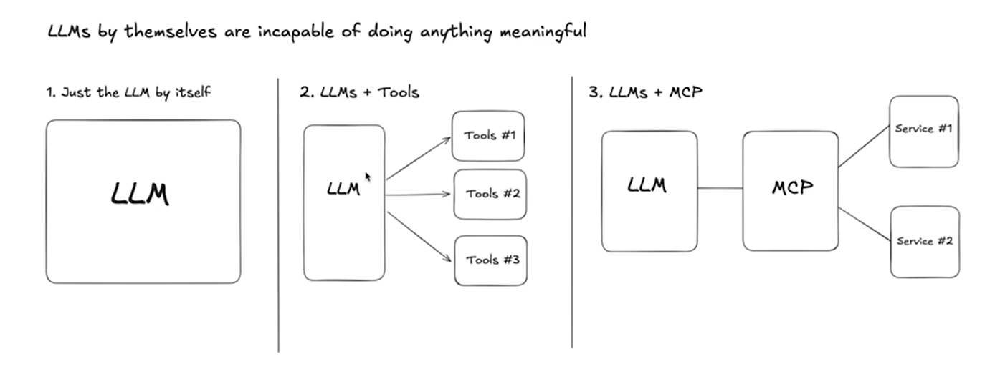 LLMs by themselves are incapable of doing anything meaningful
1. Just the LLM by itself
LLM
2. LLMs + Tools
LLM
Tools #1
Tools #2
Tools #3
3. LLMs + MCP
LLM
MCP
Service #1
Service #2